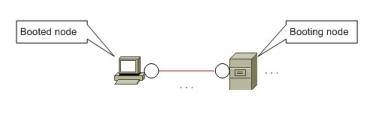 Booted node
Booting node
. . .
. . .